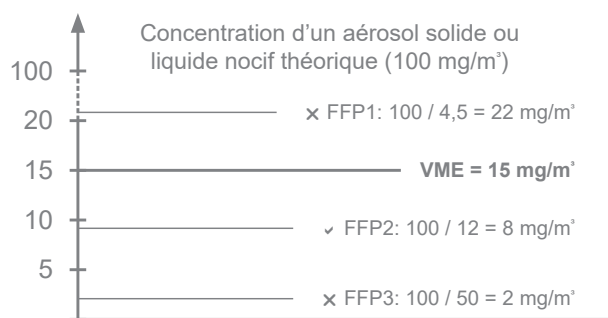 Concentration d’un aérosol solide ou
liquide nocif théorique (100 mg/m³)
100
× FFP1: 100 / 4,5 = 22 mg/m³
20
15
VME = 15 mg/m³
10
✓ FFP2: 100 / 12 = 8 mg/m³
5
× FFP3: 100 / 50 = 2 mg/m³